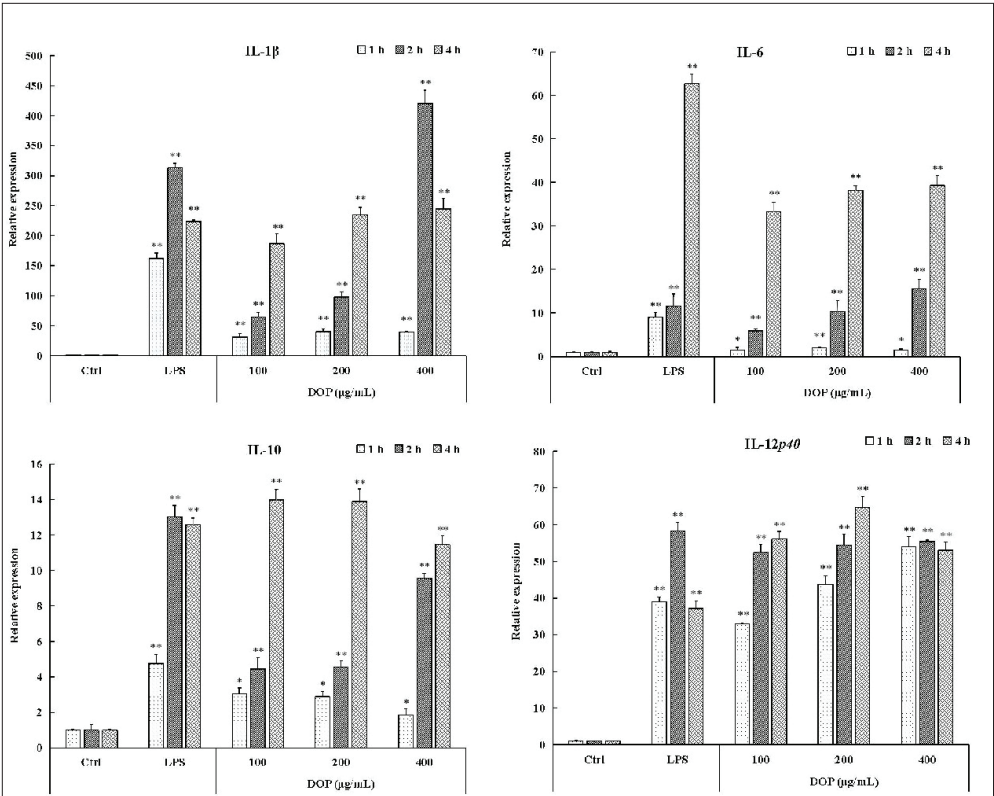 IL-1β
1 h 2 h 4 h
500
450
400
350
300
250
200
150
100
50
0
Relative expression
** ** **
** ** **
** ** **
** ** **
Ctrl LPS 100 200 400
DOP (µg/mL)
IL-6
1 h 2 h 4 h
70
60
50
40
30
20
10
0
Relative expression
** ** **
* ** **
** ** **
* ** **
Ctrl LPS 100 200 400
DOP (µg/mL)
IL-10
1 h 2 h 4 h
16
14
12
10
8
6
4
2
0
Relative expression
** ** **
* ** **
* ** **
* ** **
Ctrl LPS 100 200 400
DOP (µg/mL)
IL-12p40
1 h 2 h 4 h
80
70
60
50
40
30
20
10
0
Relative expression
** ** **
** ** **
** ** **
** ** **
Ctrl LPS 100 200 400
DOP (µg/mL)